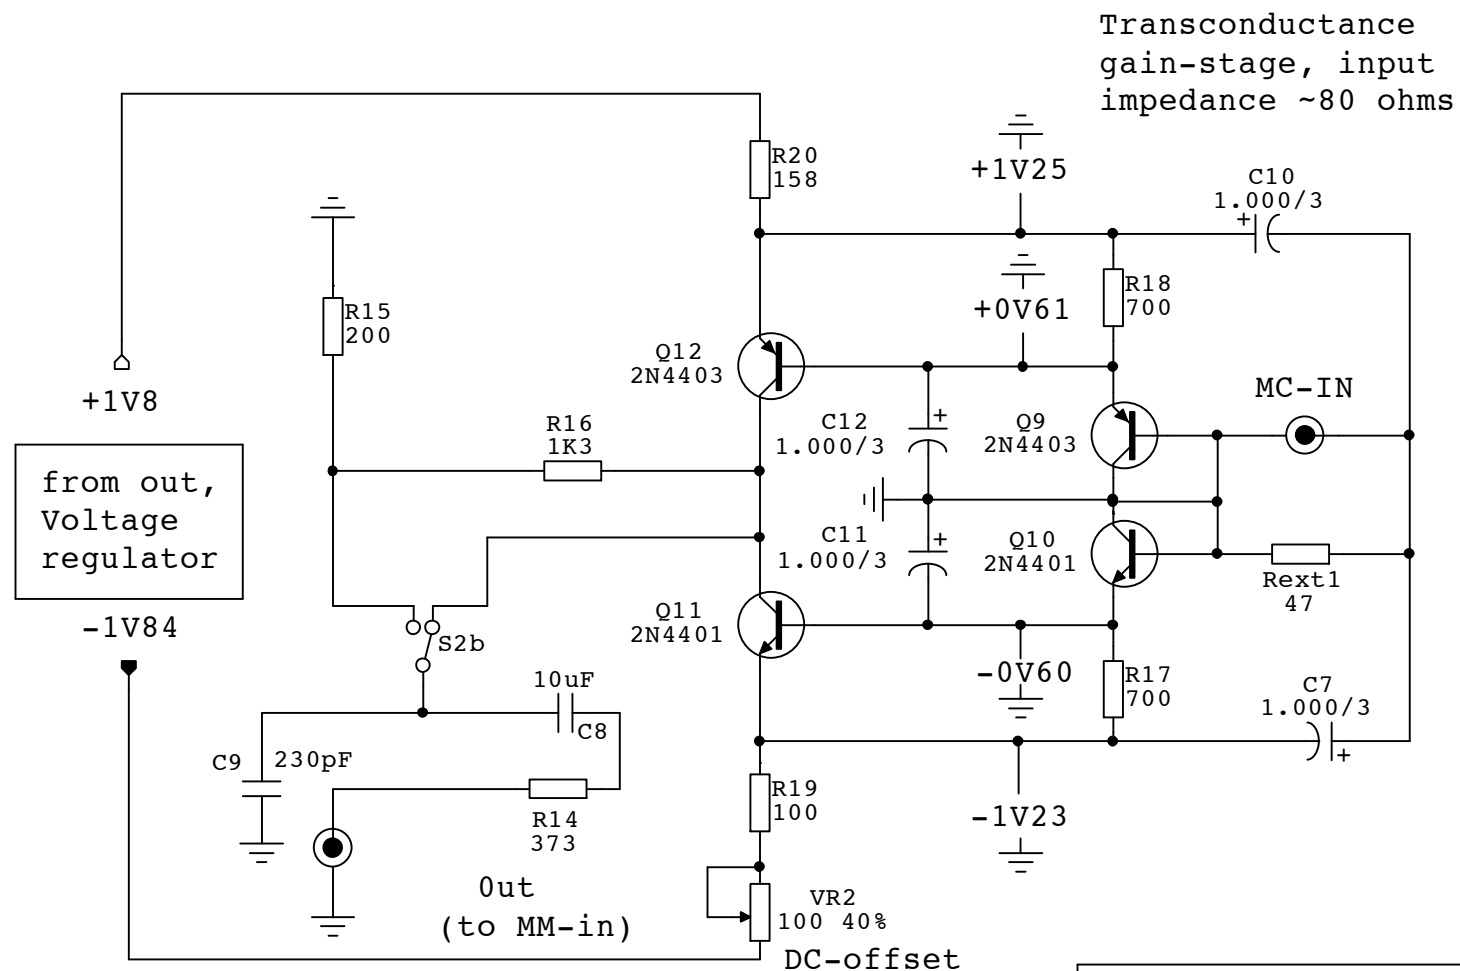 Transconductance
gain-stage, input
impedance ~80 ohms
R20
158
+1V25
C10
1.000/3
+
R15
200
R18
700
+0V61
Q12
2N4403
+1V8
MC-IN
R16
1K3
C12
1.000/3
+
Q9
2N4403
from out,
Voltage
regulator
C11
1.000/3
+
Q10
2N4401
Rext1
47
-1V84
Q11
2N4401
S2b
-0V60
R17
700
10uF
C8
C7
1.000/3
+
C9
230pF
R19
100
R14
373
-1V23
0ut
(to MM-in)
VR2
100 40%
DC-offset